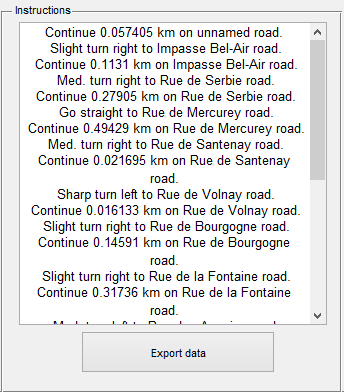 Instructions
Continue 0.057405 km on unnamed road.
Slight turn right to Impasse Bel-Air road.
Continue 0.1131 km on Impasse Bel-Air road.
Med. turn right to Rue de Serbie road.
Continue 0.27905 km on Rue de Serbie road.
Go straight to Rue de Mercurey road.
Continue 0.49429 km on Rue de Mercurey road.
Med. turn right to Rue de Santenay road.
Continue 0.021695 km on Rue de Santenay
road.
Sharp turn left to Rue de Volnay road.
Continue 0.016133 km on Rue de Volnay road.
Slight turn right to Rue de Bourgogne road.
Continue 0.14591 km on Rue de Bourgogne
road.
Slight turn right to Rue de la Fontaine road.
Continue 0.31736 km on Rue de la Fontaine
road.
Export data